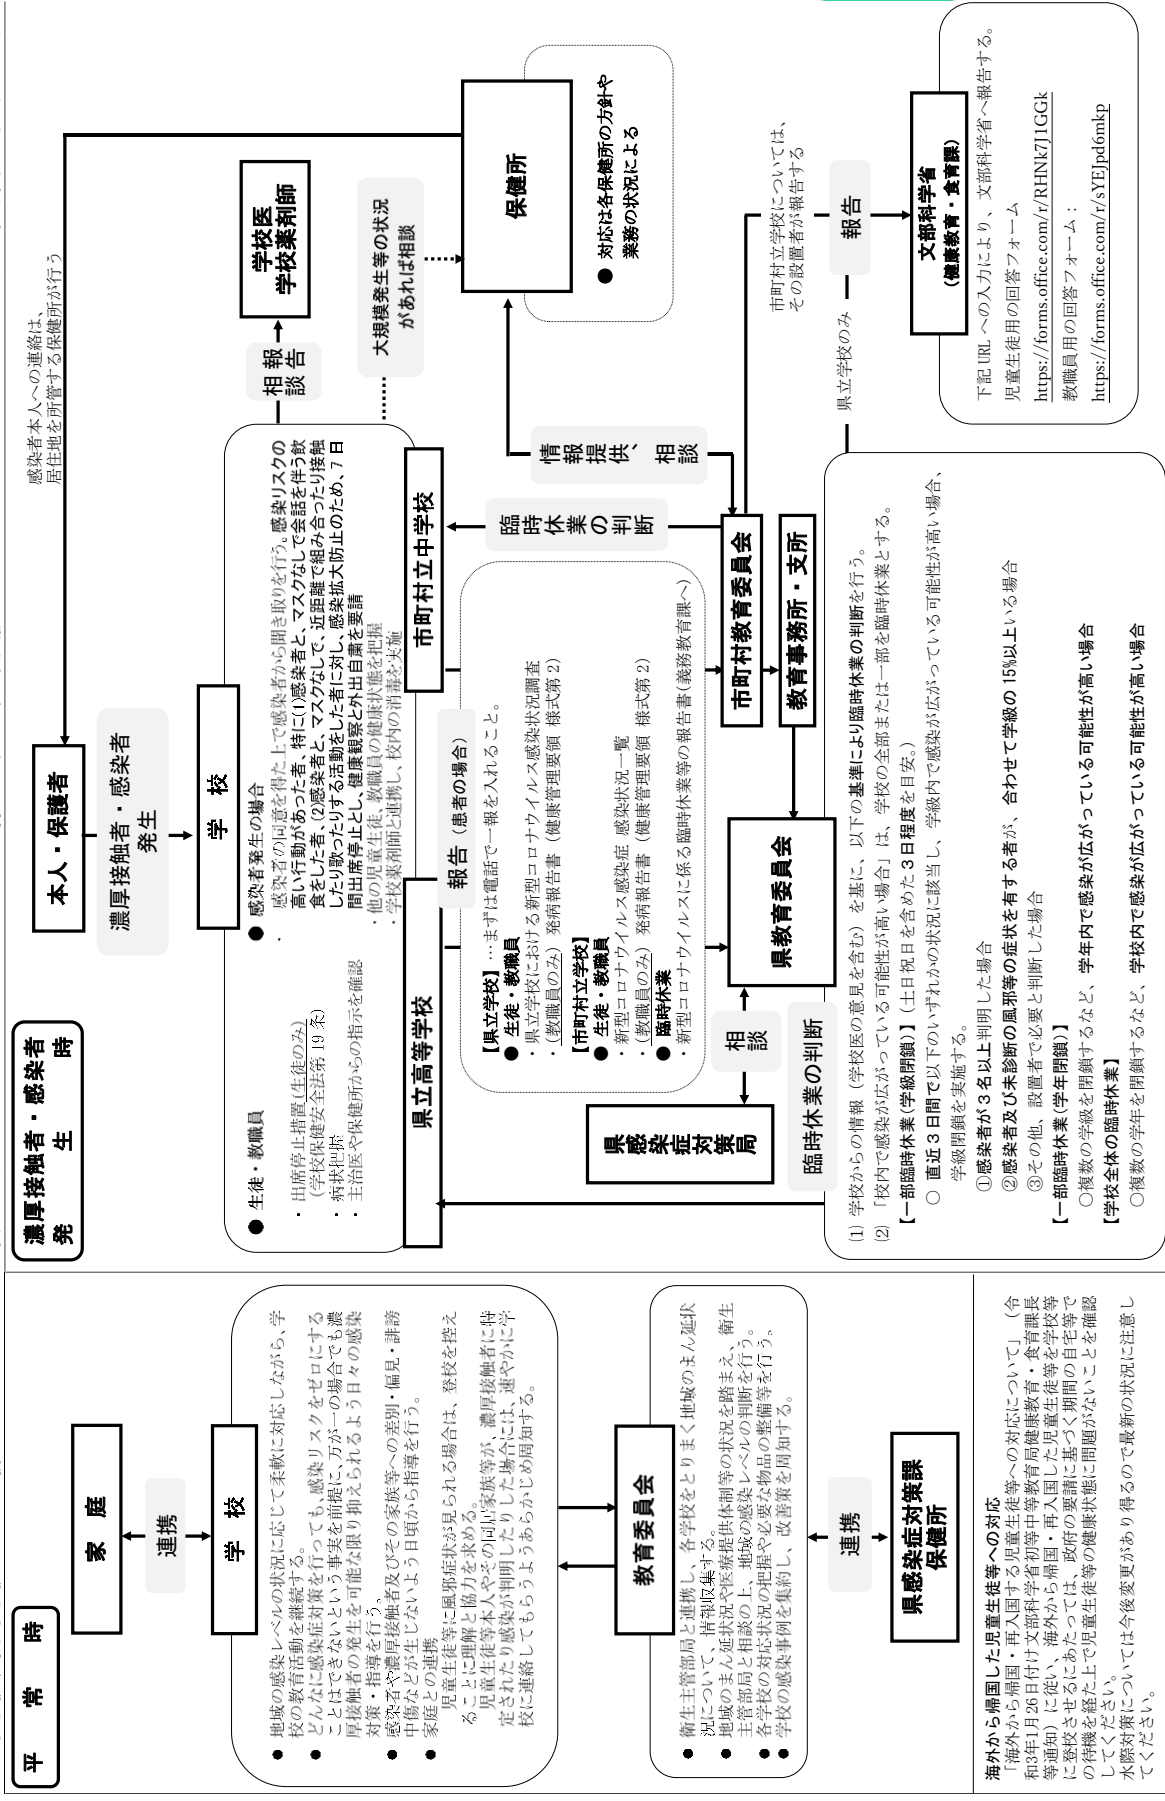 平　常　時
家　庭
連携
学　校
● 地域の感染レベルの状況に応じて柔軟に対応しながら、学
校の教育活動を継続する。
● どんなに感染症対策を行っても、感染リスクをゼロにする
ことはできないという事実を前提に、万が一の場合でも濃
厚接触者の発生を可能な限り抑えられるよう日々の感染
対策・指導を行う。
● 感染者や濃厚接触者及びその家族等への差別・偏見・誹謗
中傷などが生じないよう日頃から指導を行う。
● 家庭との連携
児童生徒等に風邪症状が見られる場合は、登校を控え
ることに理解と協力を求める。
児童生徒等本人やその同居家族等が、濃厚接触者に特
定されたり感染が判明したりした場合には、速やかに学
校に連絡してもらうようあらかじめ周知する。
教育委員会
● 衛生主管部局と連携し、各学校をとりまく地域のまん延状
況について、情報収集する。
● 地域のまん延状況や医療提供体制等の状況を踏まえ、衛生
主管部局と相談の上、地域の感染レベルの判断を行う。
● 各学校の対応状況の把握や必要な物品の整備等を行う。
● 学校の感染事例を集約し、改善策を周知する。
連携
県感染症対策課
保健所
海外から帰国した児童生徒等への対応
「海外から帰国・再入国する児童生徒等への対応について」（令
和3年1月26日付け文部科学省初等中等教育局健康教育・食育課長
等通知）に従い、海外から帰国・再入国した児童生徒等を学校等
に登校させるにあたっては、政府の要請に基づく期間の自宅等で
の待機を経た上で児童生徒等の健康状態に問題がないことを確認
してください。
水際対策については今後変更があり得るので最新の状況に注意し
てください。
濃厚接触者・感染者
発　生　時
本人・保護者
感染者本人への連絡は、
居住地を所管する保健所が行う
濃厚接触者・感染者
発生
学　校
● 生徒・教職員
・ 出席停止措置(生徒のみ)
(学校保健安全法第 19 条)
・ 病状把握
・ 主治医や保健所からの指示を確認
● 感染者発生の場合
・ 感染者の同意を得た上で感染者から聞き取りを行う。感染リスクの
高い行動があった者、特に(1)感染者と、マスクなしで会話を伴う飲
食をした者、(2)感染者と、マスクなしで、近距離で組み合ったり接触
したり歌ったりする活動をした者に対し、感染拡大防止のため、7 日
間出席停止とし、健康観察と外出自粛を要請
・他の児童生徒、教職員の健康状態を把握
・学校薬剤師と連携し、校内の消毒を実施
相談
報告
学校医
学校薬剤師
大規模発生等の状況
があれば相談
保健所
● 対応は各保健所の方針や
業務の状況による
県立高等学校
市町村立中学校
報告（患者の場合）
【県立学校】…まずは電話で一報を入れること。
● 生徒・教職員
・県立学校における新型コロナウイルス感染状況調査
・(教職員のみ) 発病報告書（健康管理要領 様式第 2）
【市町村立学校】
● 生徒・教職員
・新型コロナウイルス感染症 感染状況一覧
・(教職員のみ) 発病報告書（健康管理要領 様式第 2）
● 臨時休業
・新型コロナウイルスに係る臨時休業等の報告書(義務教育課へ)
臨時休業の判断
情報提供、相談
市町村教育委員会
教育事務所・支所
県教育委員会
相談
県感染症対策局
臨時休業の判断
市町村立学校については、
その設置者が報告する
県立学校のみ
報告
文部科学省
(健康教育・食育課)
下記 URL への入力により、文部科学省へ報告する。
児童生徒用の回答フォーム
https://forms.office.com/r/RHNk7J1GGk
教職員用の回答フォーム：
https://forms.office.com/r/sYEJpd6mkp
(1) 学校からの情報（学校医の意見を含む）を基に、以下の基準により臨時休業の判断を行う。
(2) 「校内で感染が広がっている可能性が高い場合」は、学校の全部または一部を臨時休業とする。
【一部臨時休業(学級閉鎖)】(土日祝日を含めた３日程度を目安。)
○ 直近３日間で以下のいずれかの状況に該当し、学級内で感染が広がっている可能性が高い場合、
学級閉鎖を実施する。
①感染者が３名以上判明した場合
②感染者及び未診断の風邪等の症状を有する者が、合わせて学級の 15%以上いる場合
③その他、設置者で必要と判断した場合
【一部臨時休業(学年閉鎖)】
○複数の学級を閉鎖するなど、学年内で感染が広がっている可能性が高い場合
【学校全体の臨時休業】
○複数の学年を閉鎖するなど、学校内で感染が広がっている可能性が高い場合